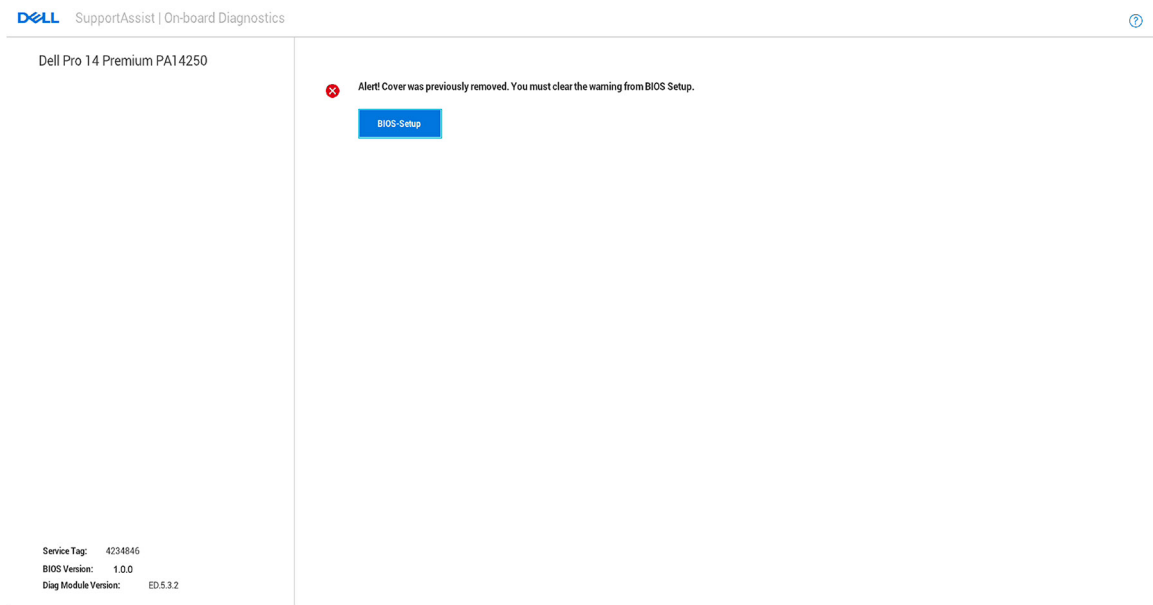 DELL SupportAssist | On-board Diagnostics
Dell Pro 14 Premium PA14250
Alert! Cover was previously removed. You must clear the warning from BIOS Setup.
BIOS-Setup
Service Tag: 4234846
BIOS Version: 1.0.0
Diag Module Version: ED.5.3.2